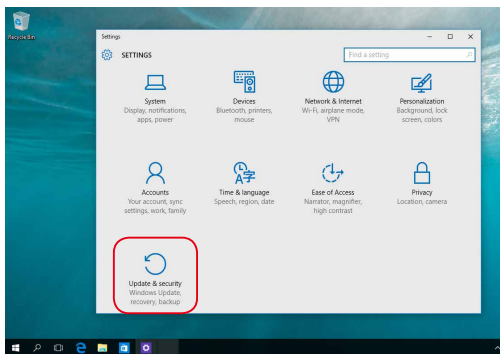 Recycle Bin
Settings
SETTINGS
Find a setting
System
Display, notifications,
apps, power
Devices
Bluetooth, printers,
mouse
Network & Internet
Wi-Fi, airplane mode,
VPN
Personalization
Background, lock
screen, colors
Accounts
Your account, sync
settings, work, family
Time & language
Speech, region, date
Ease of Access
Narrator, magnifier,
high contrast
Privacy
Location, camera
Update & security
Windows Update,
recovery, backup